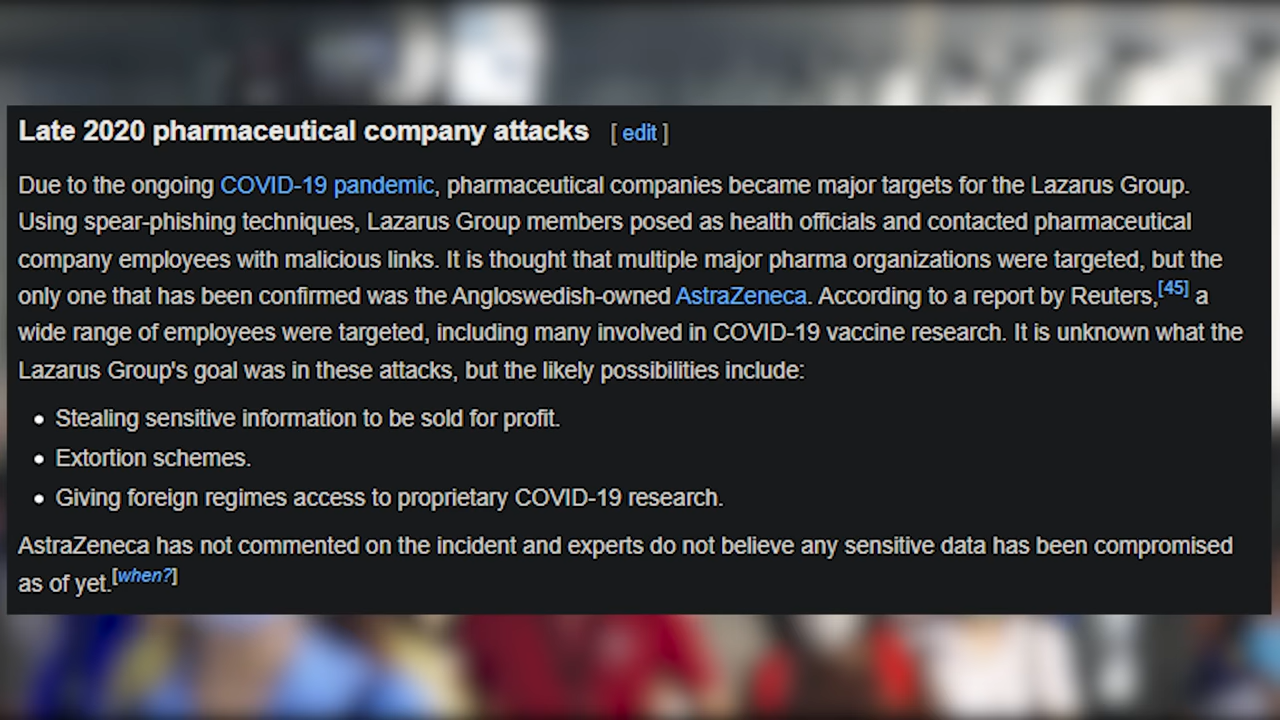 Late 2020 pharmaceutical company attacks [ edit ]
Due to the ongoing COVID-19 pandemic, pharmaceutical companies became major targets for the Lazarus Group.
Using spear-phishing techniques, Lazarus Group members posed as health officials and contacted pharmaceutical
company employees with malicious links. It is thought that multiple major pharma organizations were targeted, but the
only one that has been confirmed was the Angloswedish-owned AstraZeneca. According to a report by Reuters,[45] a
wide range of employees were targeted, including many involved in COVID-19 vaccine research. It is unknown what the
Lazarus Group's goal was in these attacks, but the likely possibilities include:
• Stealing sensitive information to be sold for profit.
• Extortion schemes.
• Giving foreign regimes access to proprietary COVID-19 research.
AstraZeneca has not commented on the incident and experts do not believe any sensitive data has been compromised
as of yet.[when?]